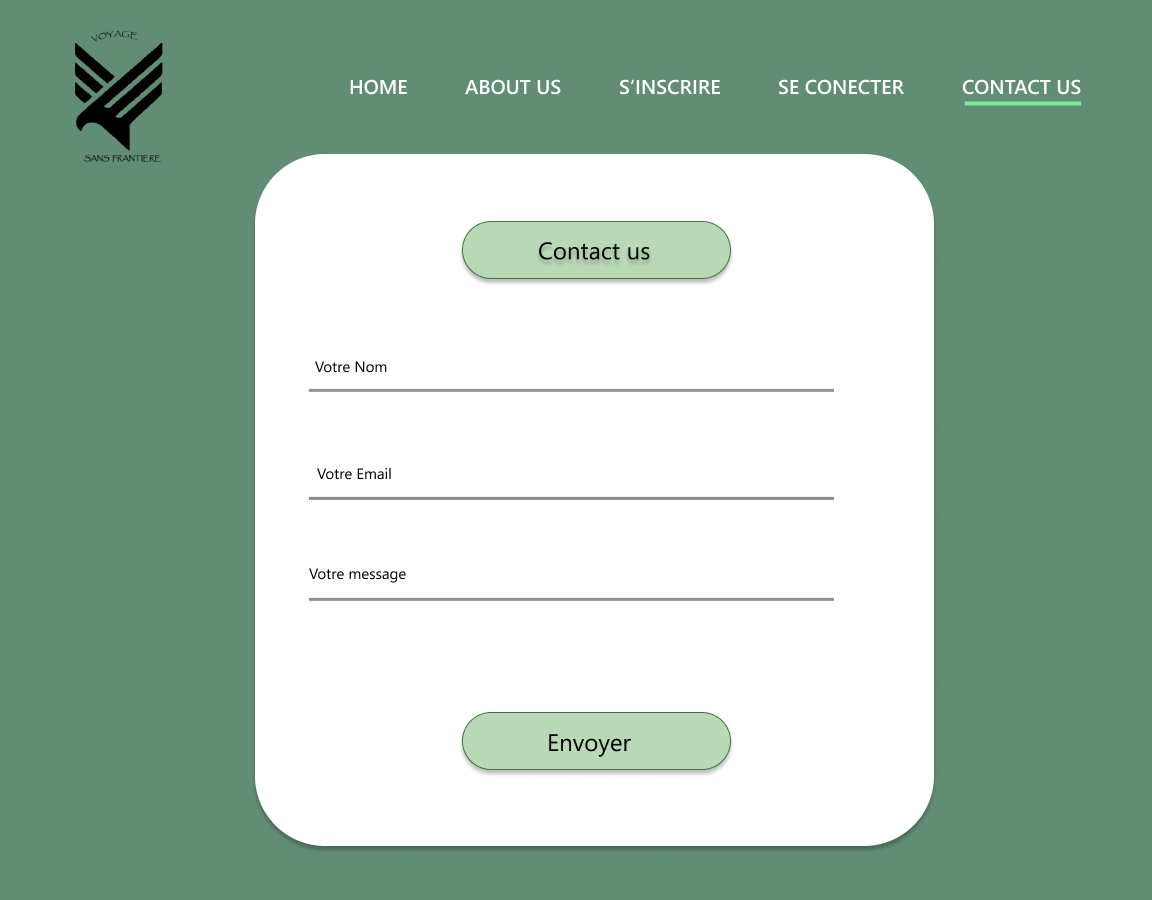 VOYAGE
SANS FRANTIERE
HOME ABOUT US S’INSCRIRE SE CONECTER CONTACT US
Contact us
Votre Nom
Votre Email
Votre message
Envoyer